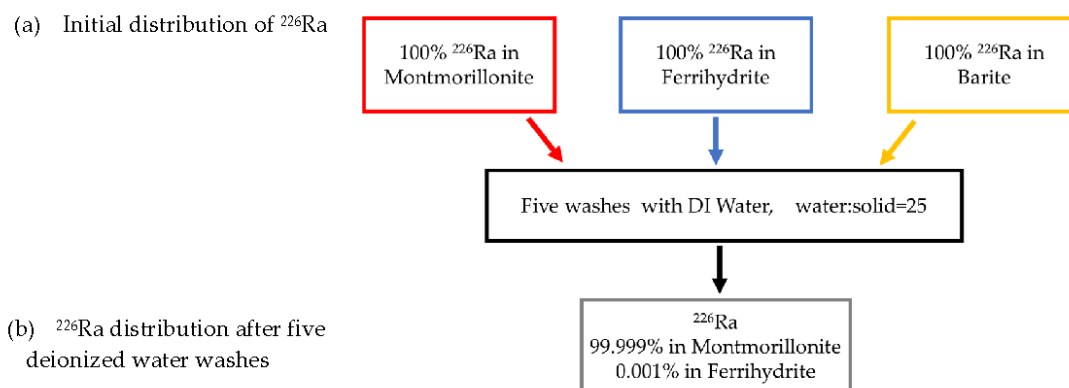 (a) Initial distribution of ²²⁶Ra
100% ²²⁶Ra in
Montmorillonite
100% ²²⁶Ra in
Ferrihydrite
100% ²²⁶Ra in
Barite
Five washes with DI Water, water:solid=25
(b) ²²⁶Ra distribution after five
deionized water washes
²²⁶Ra
99.999% in Montmorillonite
0.001% in Ferrihydrite